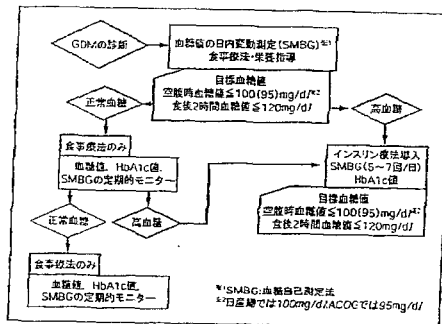 GDMの診断
血糖値の日内変動測定(SMBG)※1
食事療法・栄養指導
目標血糖値
空腹時血糖値≦100(95)mg/dl※2
食後2時間血糖値≦120mg/dl
正常血糖
高血糖
食事療法のみ
血糖値、HbA1c値、
SMBGの定期的モニター
インスリン療法導入
SMBG(5〜7回/日)
HbA1c値
目標血糖値
空腹時血糖値≦100(95)mg/dl※2
食後2時間血糖値≦120mg/dl
正常血糖
高血糖
食事療法のみ
血糖値、HbA1c値、
SMBGの定期的モニター
※1SMBG:血糖自己測定法
※2日産婦では100mg/dl,ACOGでは95mg/dl